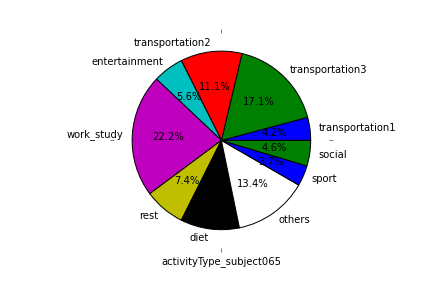 transportation2
entertainment
transportation3
11.1%
5.6%
17.1%
work_study
22.2%
transportation1
4.6%
social
7.4%
13.4%
sport
rest
others
diet
activityType_subject065